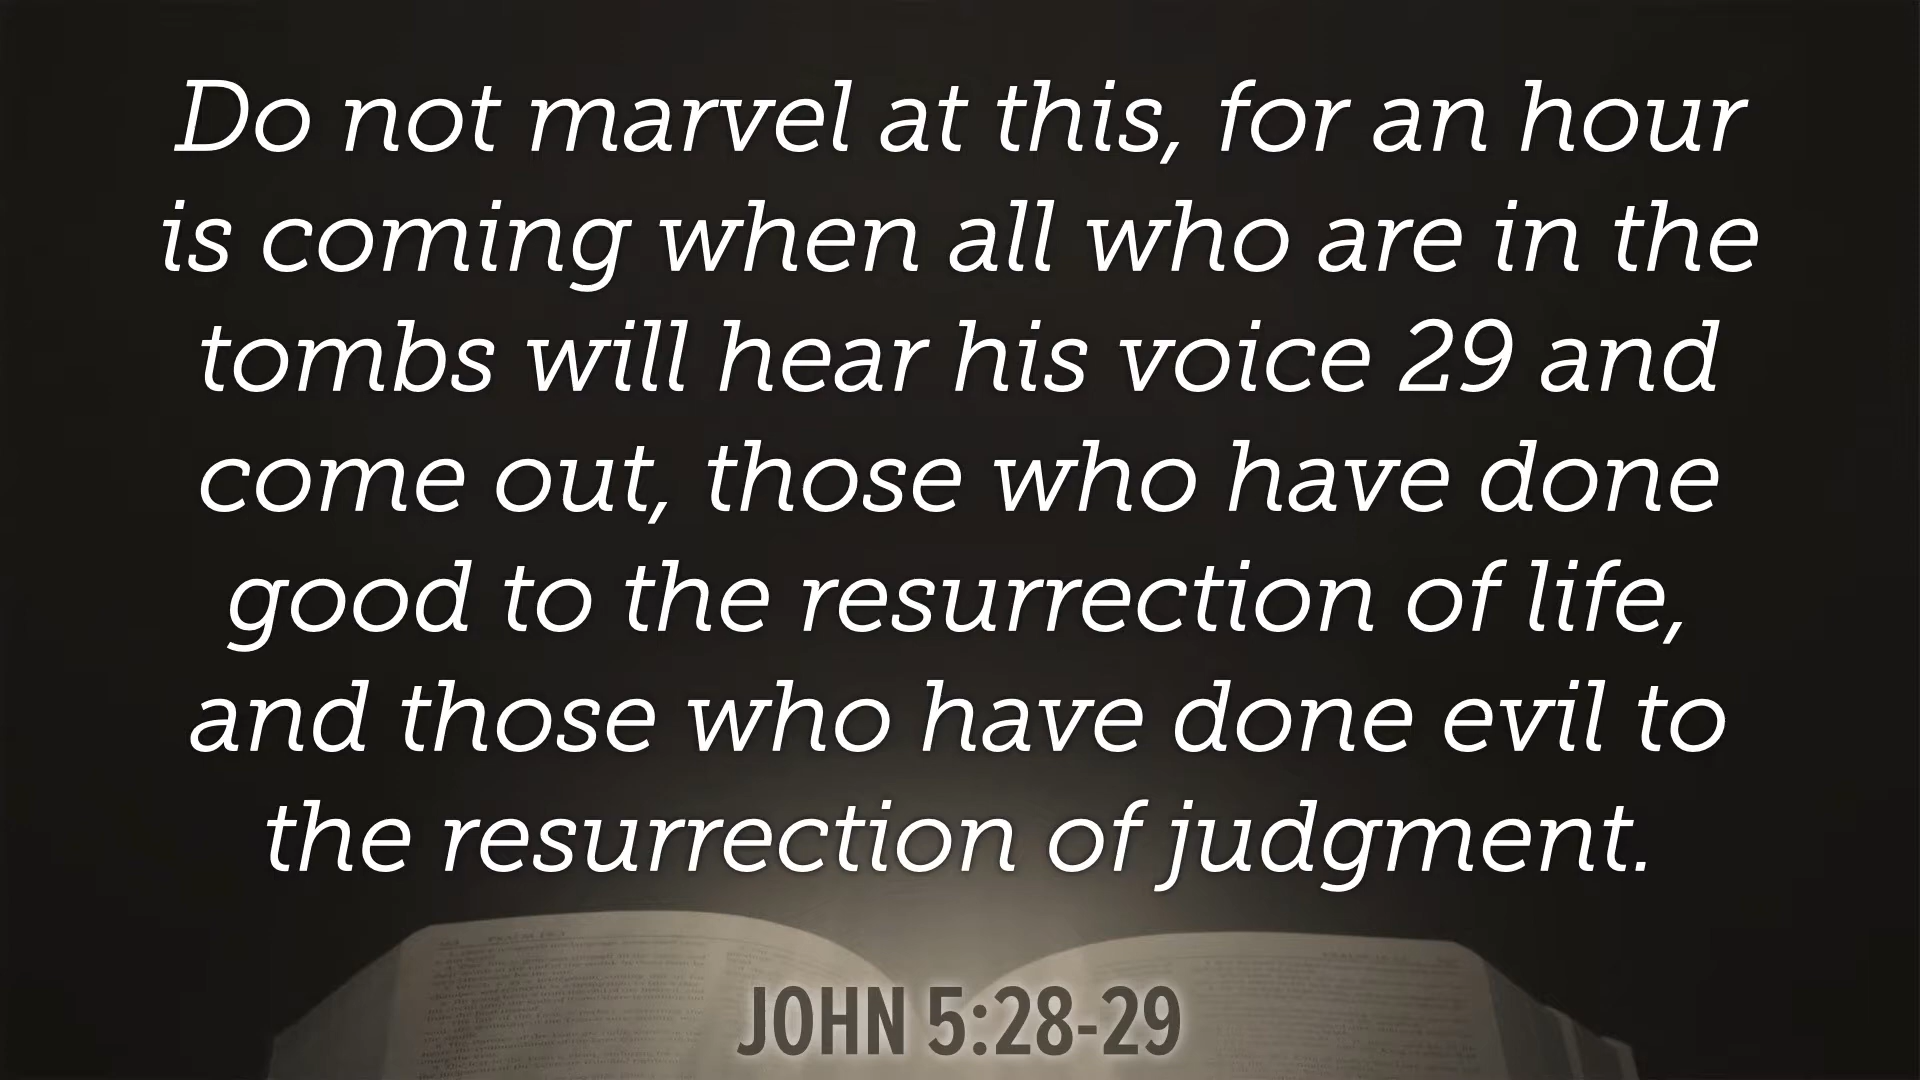 Do not marvel at this, for an hour
is coming when all who are in the
tombs will hear his voice 29 and
come out, those who have done
good to the resurrection of life,
and those who have done evil to
the resurrection of judgment.
JOHN 5:28-29